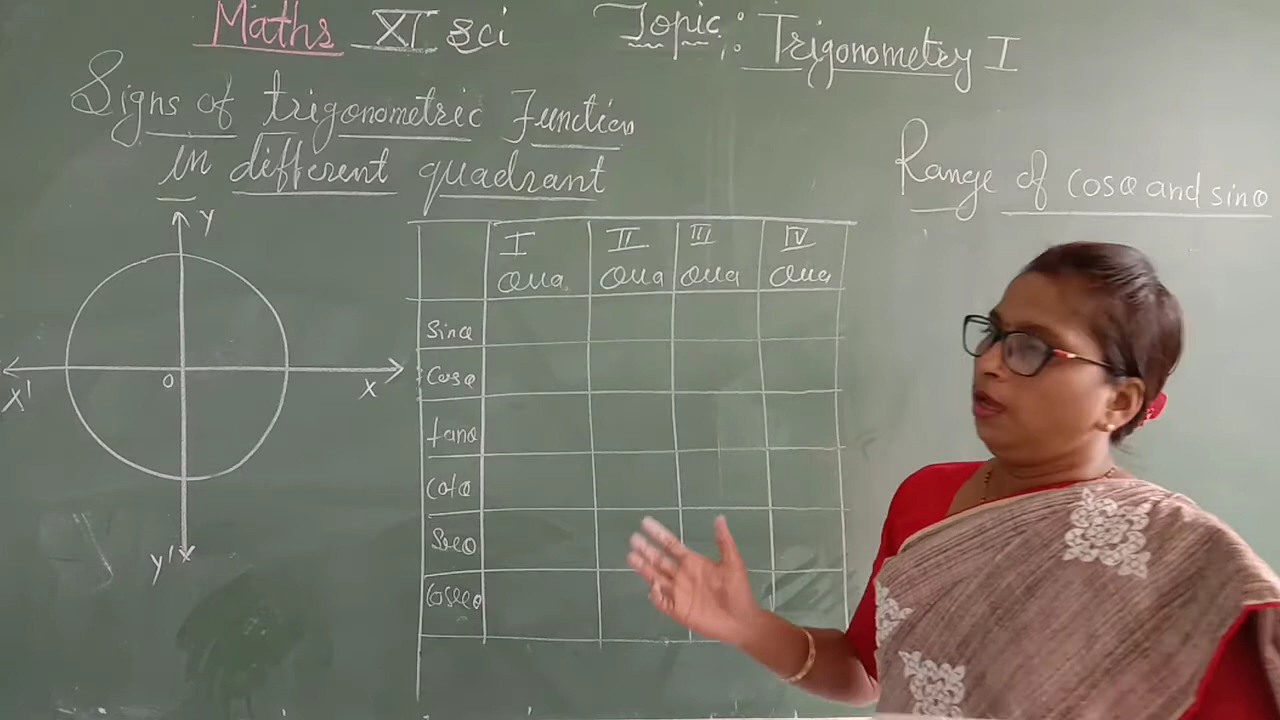 Maths XI sci
Topic: Trigonometry I
Signs of trigonometric Function
in different quadrant
Range of cosθ and sinθ
Y
X'
O
X
Y'
I II III IV
Qua. Qua Qua Qua
Sinθ
Cosθ
tanθ
Cotθ
Secθ
Cosecθ